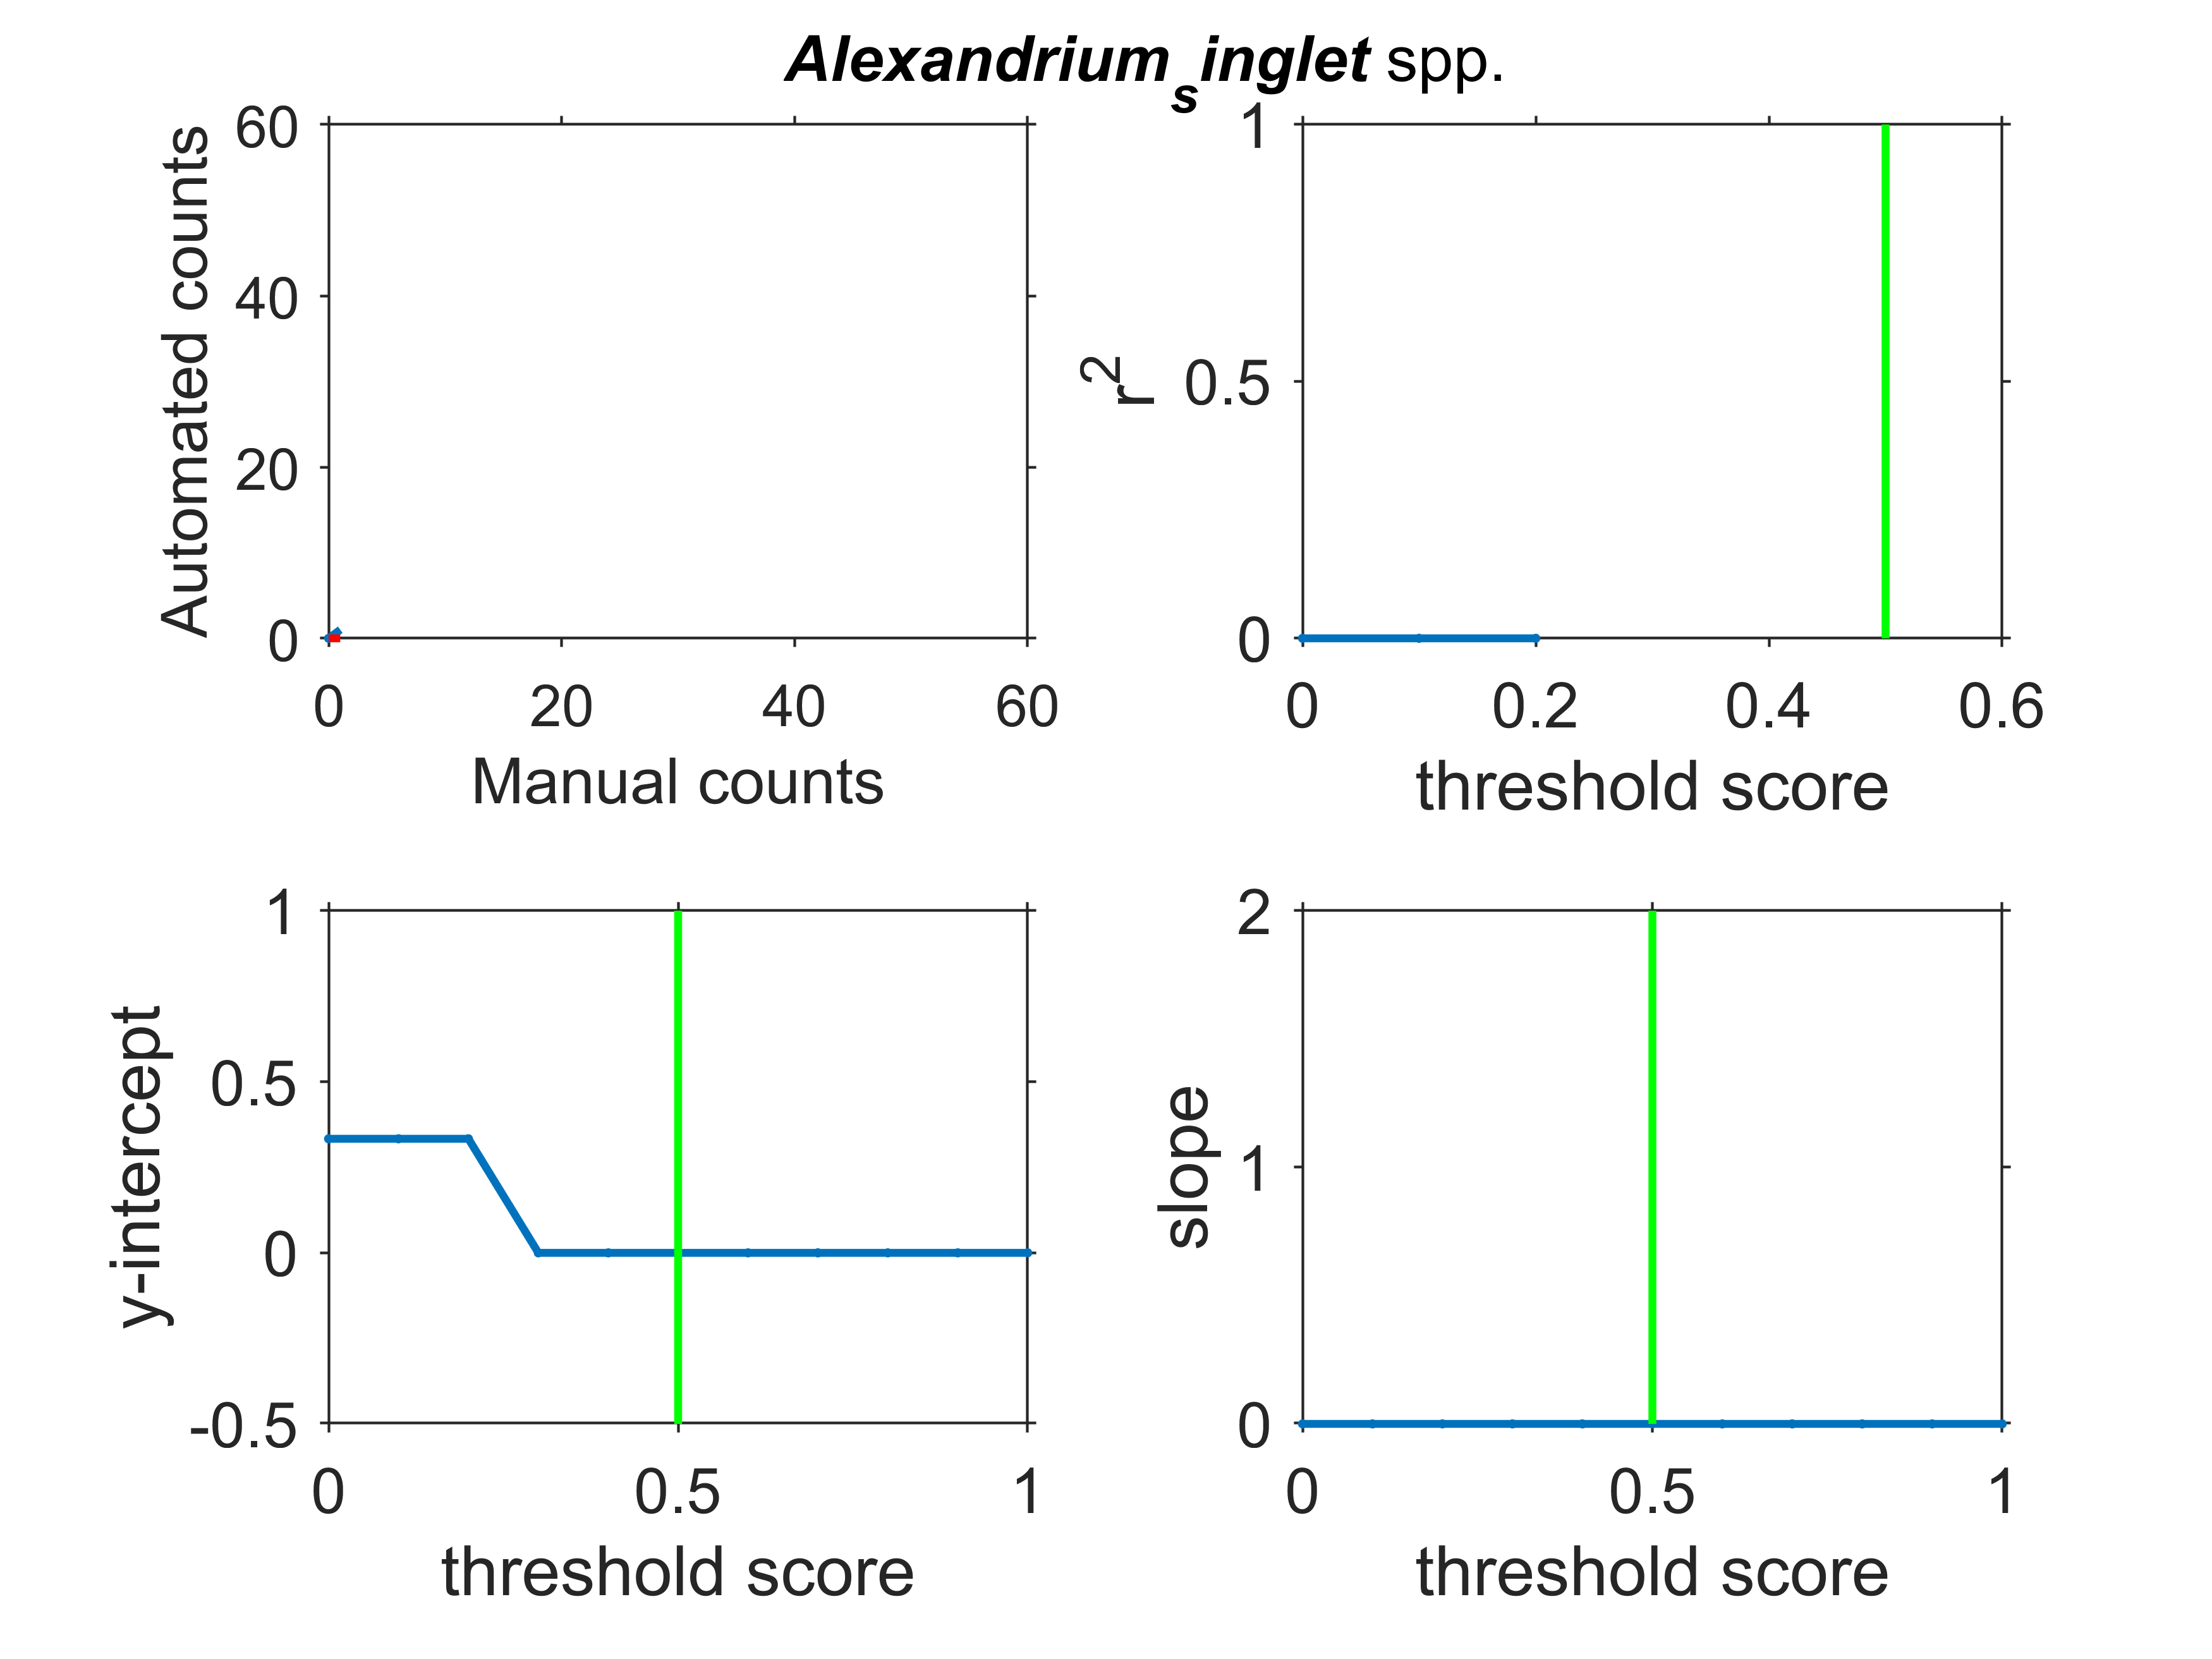 Alexandrium_singlet spp.
60
40
20
0
Automated counts
0 20 40 60
Manual counts
1
0.5
0
r²
0 0.2 0.4 0.6
threshold score
1
0.5
0
-0.5
y-intercept
0 0.5 1
threshold score
2
1
0
slope
0 0.5 1
threshold score